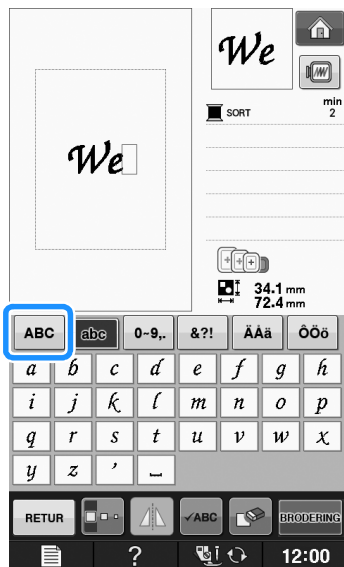 We
We
SORT
min
2
34.1 mm
72.4 mm
ABC abc 0~9,. &?! ÄÀä ÔÖö
a b c d e f g h
i j k l m n o p
q r s t u v w x
y z ’ ⎵
RETUR ✓ABC BRODERING
? 12:00